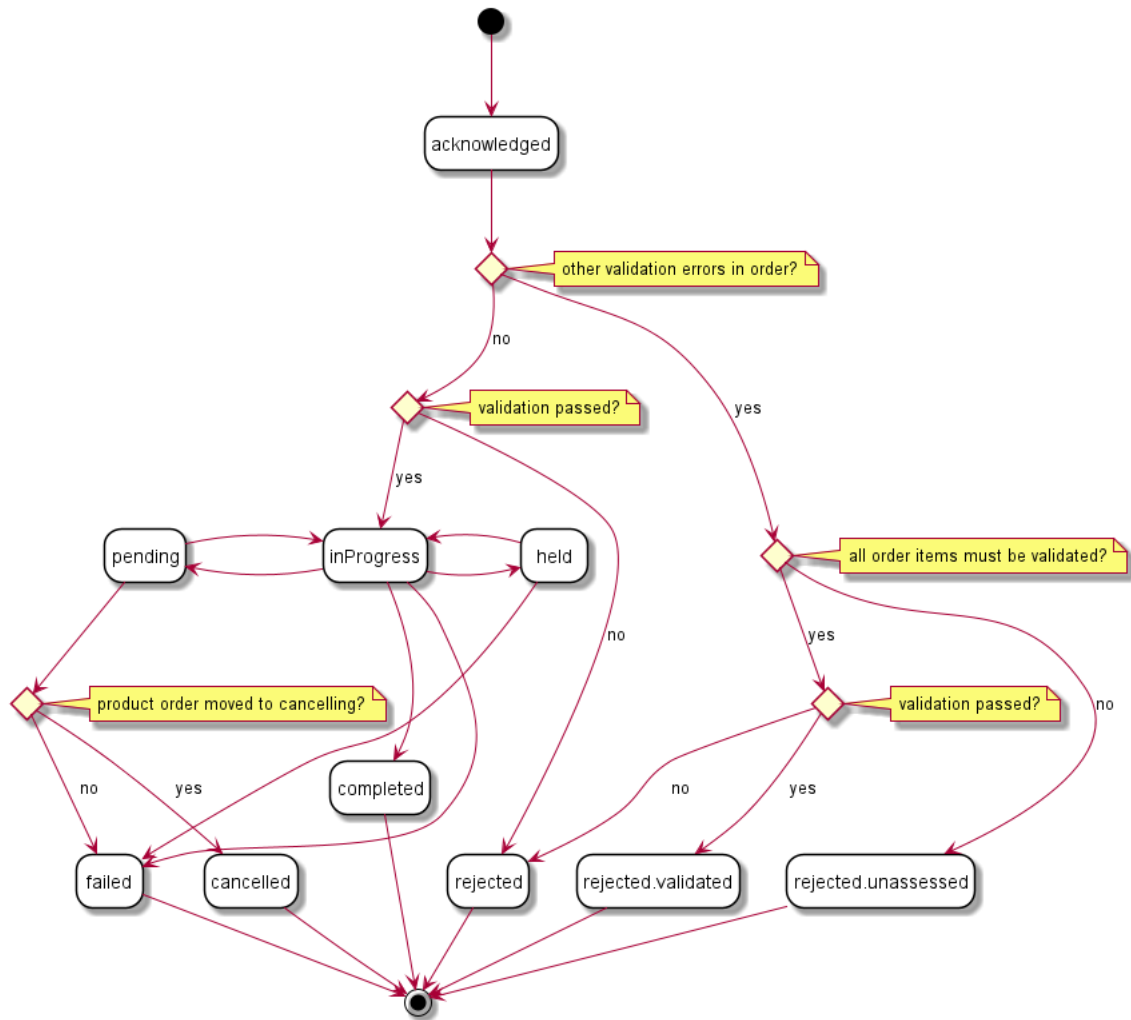 acknowledged
other validation errors in order?
no
validation passed?
yes
yes
pending
inProgress
held
all order items must be validated?
no
yes
product order moved to cancelling?
validation passed?
no
no
yes
completed
no
yes
failed
cancelled
rejected
rejected.validated
rejected.unassessed